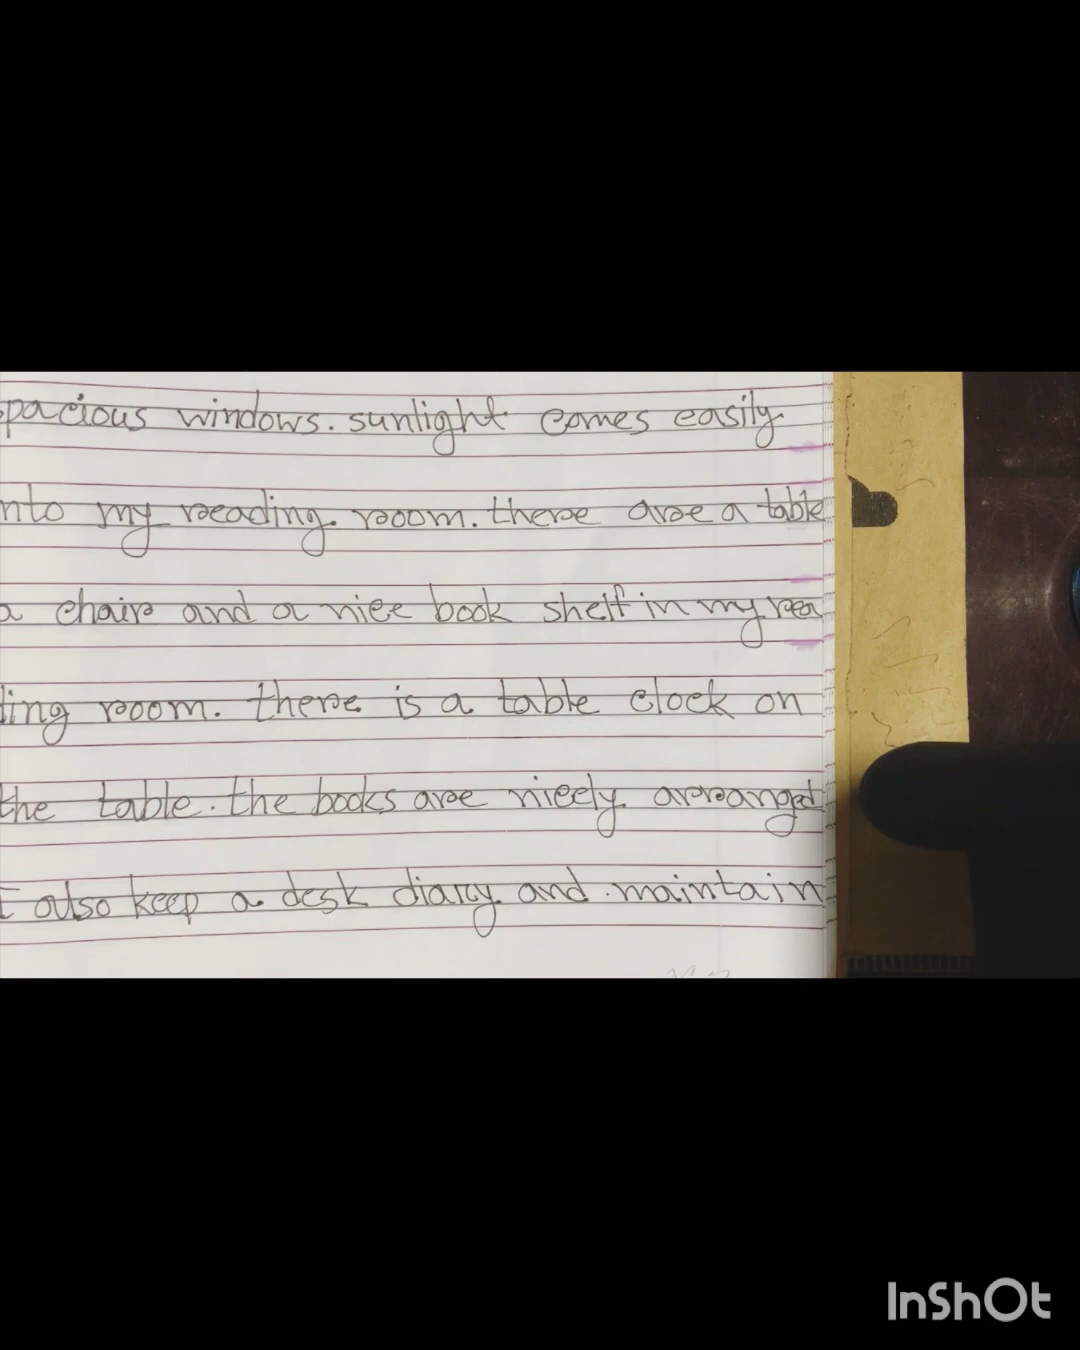 spacious windows. sunlight comes easily
nto my reading room. there are a table
a chair and a nice book shelf in my rea
ding room. there is a table clock on
the table. the books are nicely arranged
I also keep a desk diary and maintain
InShOt